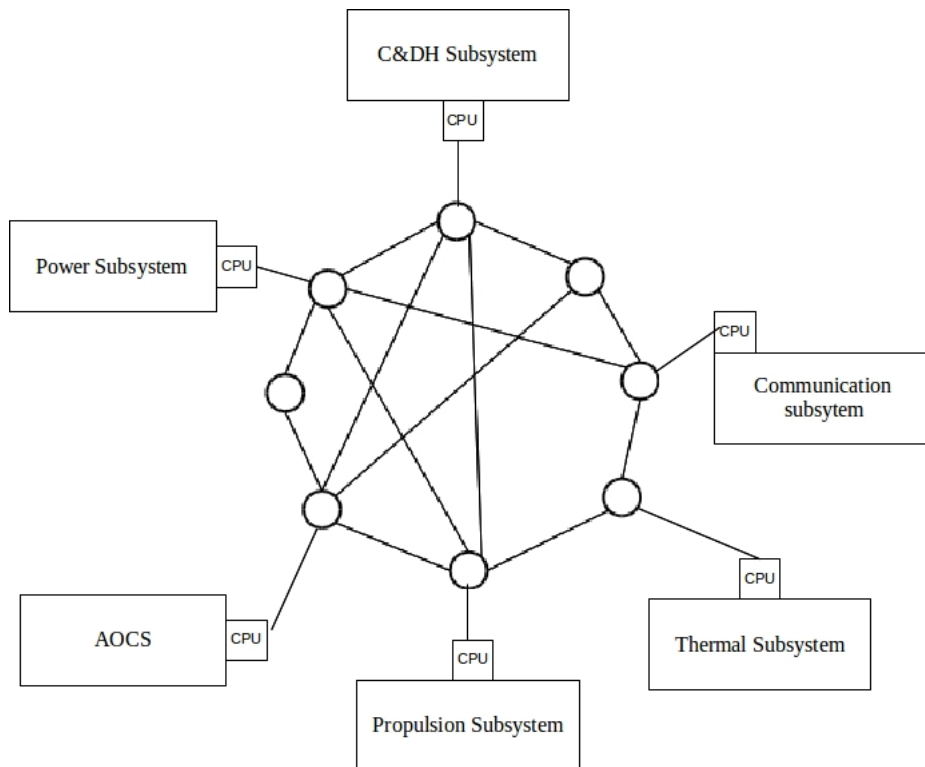 C&DH Subsystem
CPU
Power Subsystem
CPU
CPU
Communication
subsytem
CPU
Thermal Subsystem
AOCS
CPU
CPU
Propulsion Subsystem